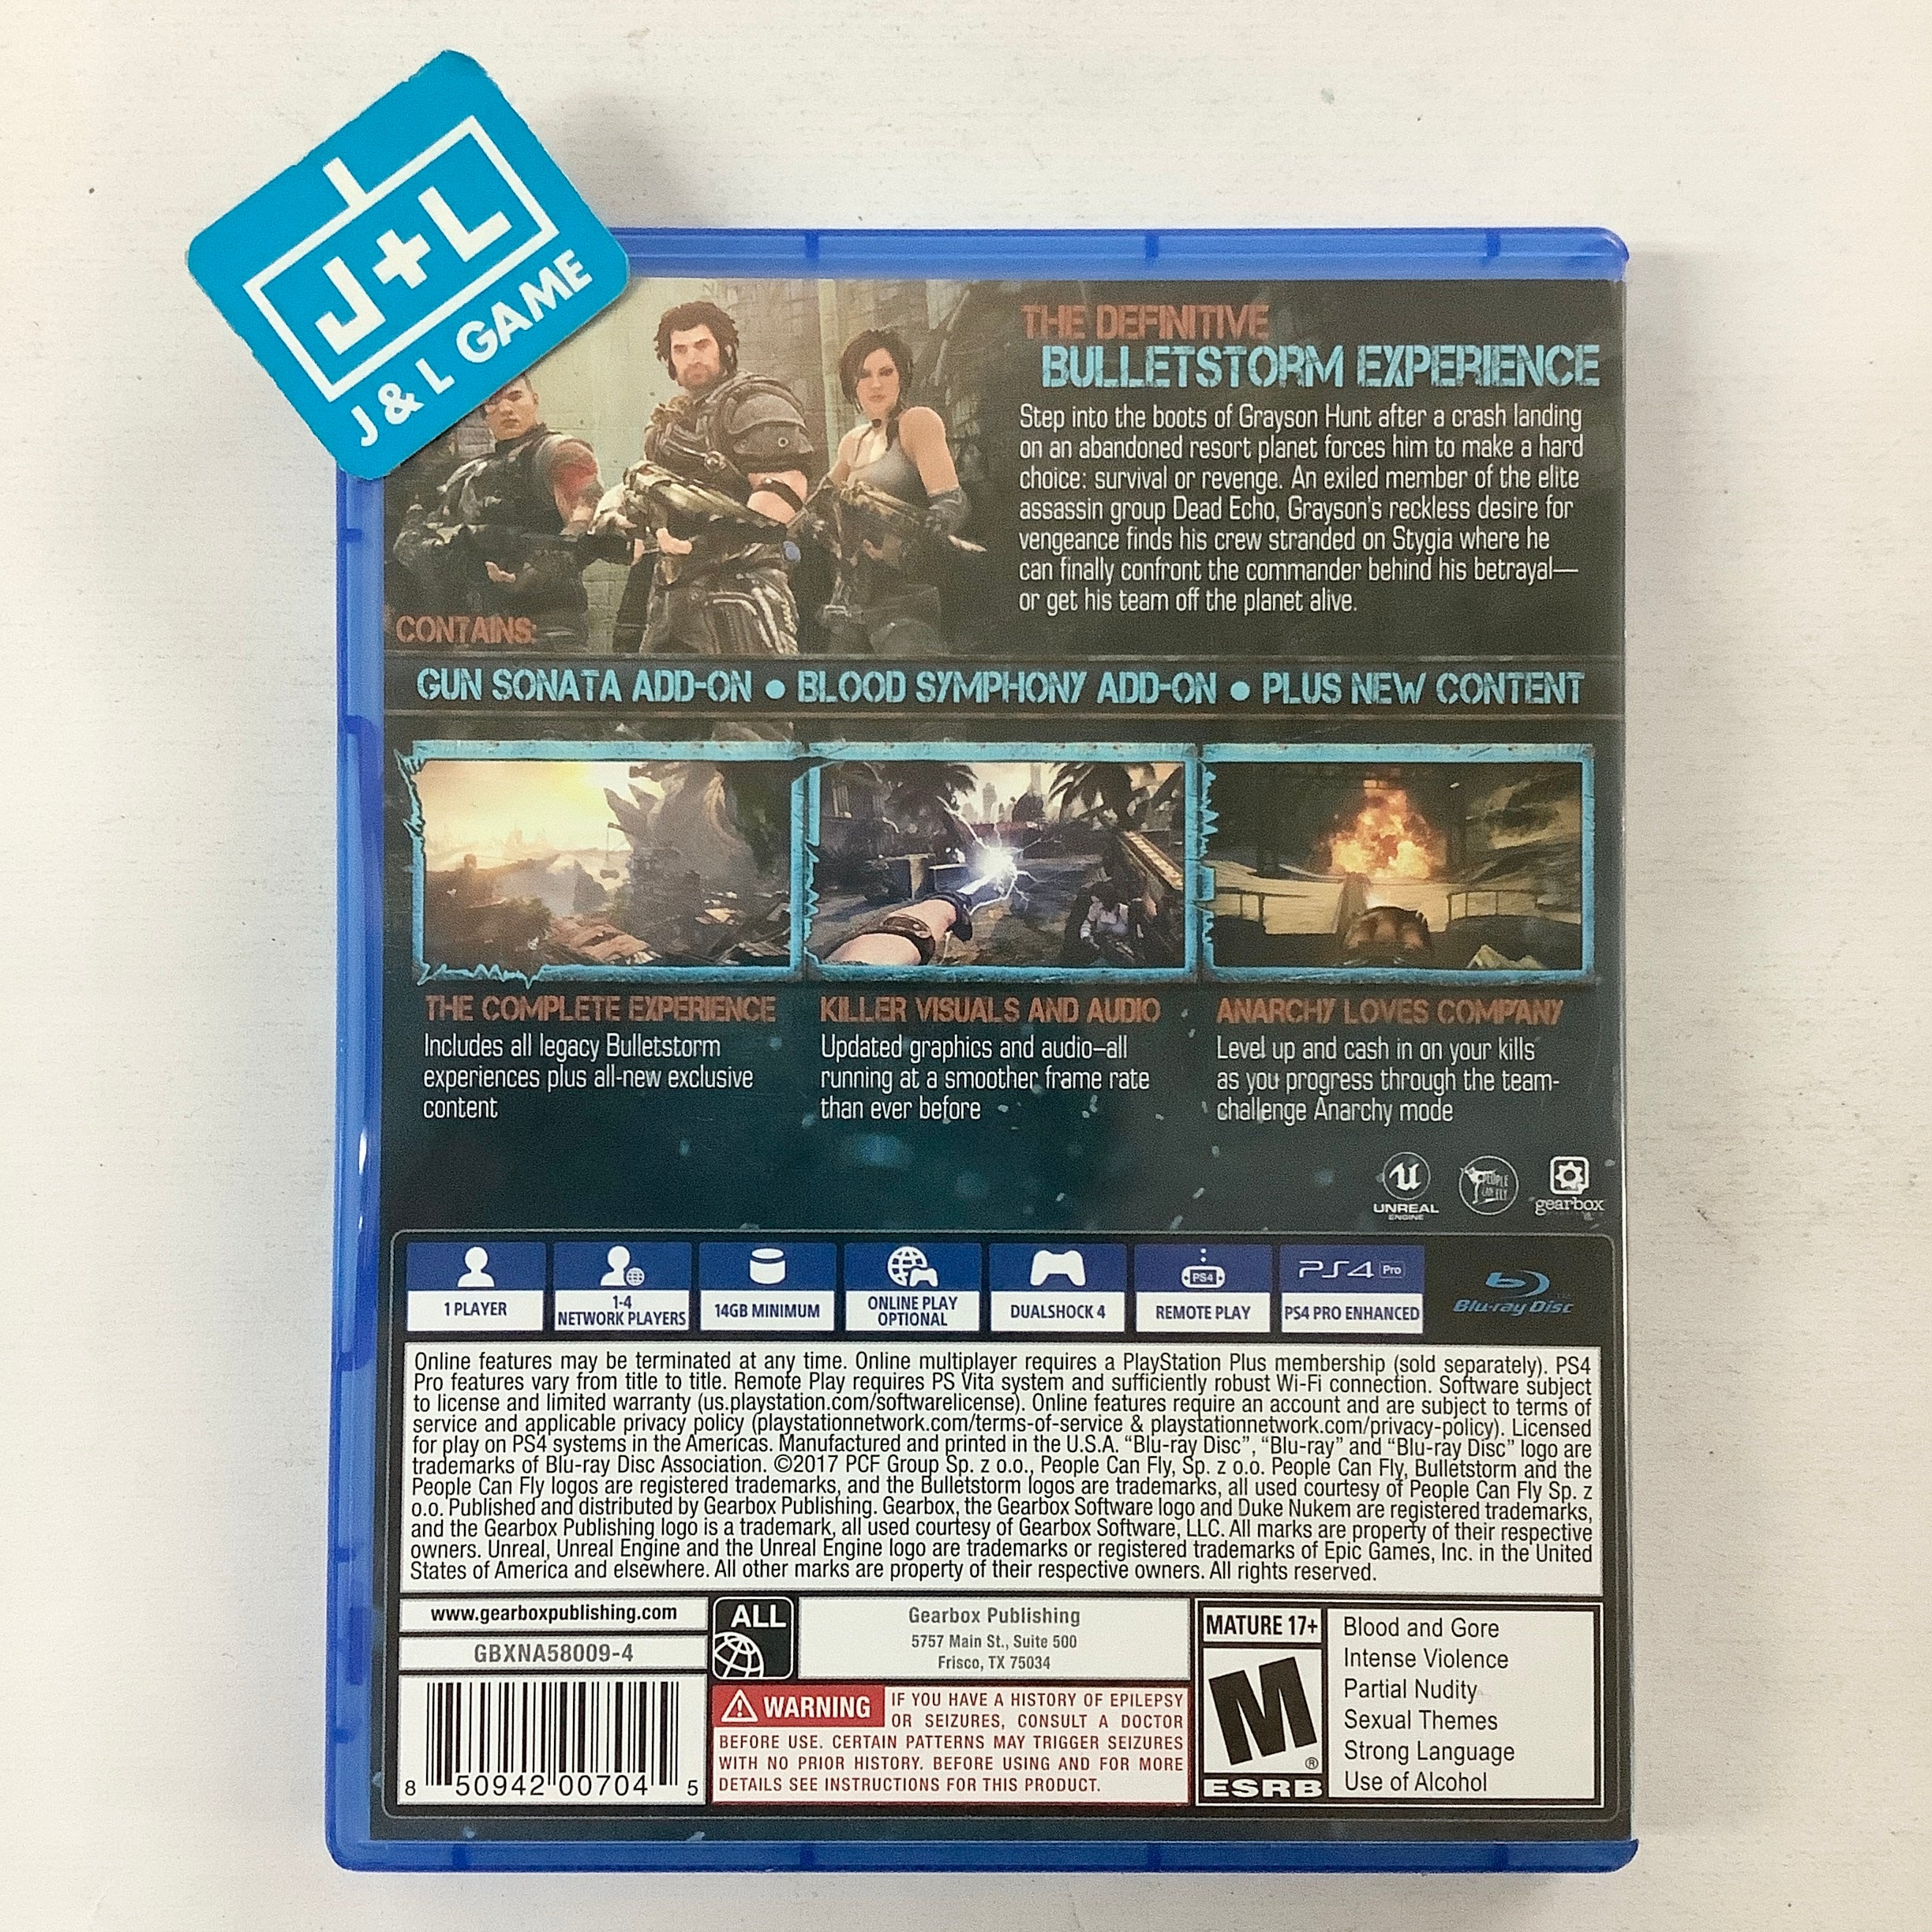 J+L
J & L GAME
THE DEFINITIVE
BULLETSTORM EXPERIENCE
Step into the boots of Grayson Hunt after a crash landing
on an abandoned resort planet forces him to make a hard
choice: survival or revenge. An exiled member of the elite
assassin group Dead Echo, Grayson's reckless desire for
vengeance finds his crew stranded on Stygia where he
can finally confront the commander behind his betrayal—
or get his team off the planet alive.
CONTAINS:
GUN SONATA ADD-ON • BLOOD SYMPHONY ADD-ON • PLUS NEW CONTENT
THE COMPLETE EXPERIENCE
Includes all legacy Bulletstorm
experiences plus all-new exclusive
content
KILLER VISUALS AND AUDIO
Updated graphics and audio–all
running at a smoother frame rate
than ever before
ANARCHY LOVES COMPANY
Level up and cash in on your kills
as you progress through the team-
challenge Anarchy mode
UNREAL
ENGINE
PEOPLE
CAN FLY
gearbox
1 PLAYER
1-4
NETWORK PLAYERS
14GB MINIMUM
ONLINE PLAY
OPTIONAL
DUALSHOCK 4
PS4
REMOTE PLAY
PS4 Pro
PS4 PRO ENHANCED
Blu-ray Disc
Online features may be terminated at any time. Online multiplayer requires a PlayStation Plus membership (sold separately). PS4
Pro features vary from title to title. Remote Play requires PS Vita system and sufficiently robust Wi-Fi connection. Software subject
to license and limited warranty (us.playstation.com/softwarelicense). Online features require an account and are subject to terms of
service and applicable privacy policy (playstationnetwork.com/terms-of-service & playstationnetwork.com/privacy-policy). Licensed
for play on PS4 systems in the Americas. Manufactured and printed in the U.S.A. “Blu-ray Disc”, “Blu-ray” and “Blu-ray Disc” logo are
trademarks of Blu-ray Disc Association. ©2017 PCF Group Sp. z o.o., People Can Fly, Sp. z o.o. People Can Fly, Bulletstorm and the
People Can Fly logos are registered trademarks, and the Bulletstorm logos are trademarks, all used courtesy of People Can Fly Sp. z
o.o. Published and distributed by Gearbox Publishing. Gearbox, the Gearbox Software logo and Duke Nukem are registered trademarks,
and the Gearbox Publishing logo is a trademark, all used courtesy of Gearbox Software, LLC. All marks are property of their respective
owners. Unreal, Unreal Engine and the Unreal Engine logo are trademarks or registered trademarks of Epic Games, Inc. in the United
States of America and elsewhere. All other marks are property of their respective owners. All rights reserved.
www.gearboxpublishing.com
GBXNA58009-4
8 50942 00704 5
ALL
Gearbox Publishing
5757 Main St., Suite 500
Frisco, TX 75034
WARNING IF YOU HAVE A HISTORY OF EPILEPSY
OR SEIZURES, CONSULT A DOCTOR
BEFORE USE. CERTAIN PATTERNS MAY TRIGGER SEIZURES
WITH NO PRIOR HISTORY. BEFORE USING AND FOR MORE
DETAILS SEE INSTRUCTIONS FOR THIS PRODUCT.
MATURE 17+
M
®
ESRB
Blood and Gore
Intense Violence
Partial Nudity
Sexual Themes
Strong Language
Use of Alcohol